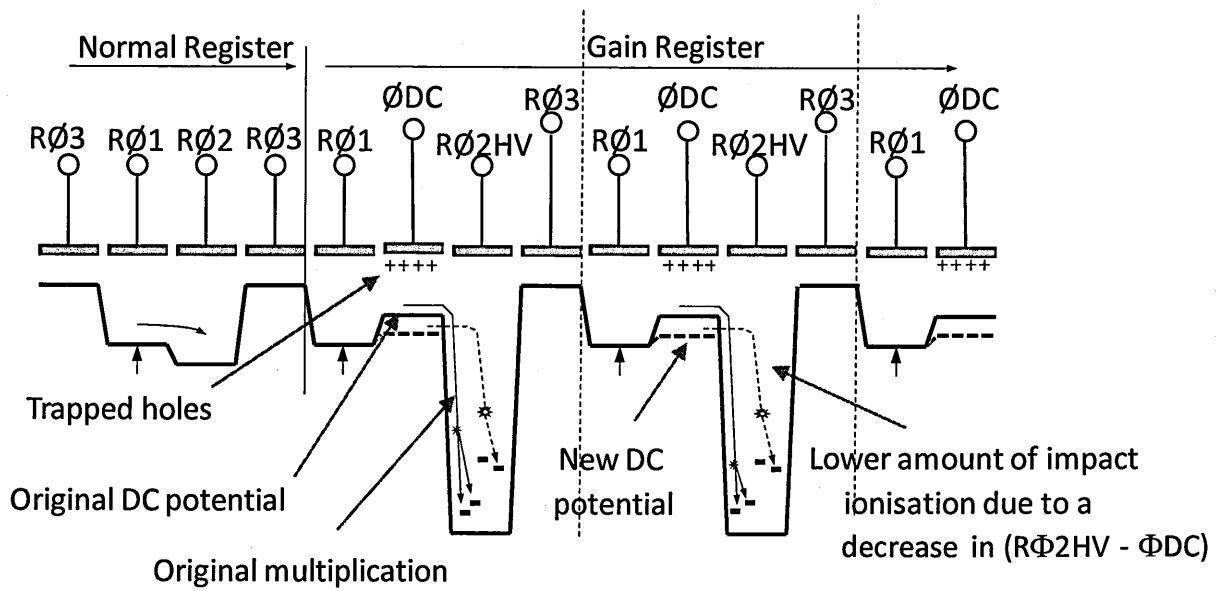 Normal Register
Gain Register
ØDC RØ3 ØDC RØ3 ØDC
RØ3 RØ1 RØ2 RØ3 RØ1 RØ2HV RØ1 RØ2HV RØ1
++++ ++++ ++++
Trapped holes
Original DC potential
Original multiplication
New DC
potential
Lower amount of impact
ionisation due to a
decrease in (RΦ2HV - ΦDC)